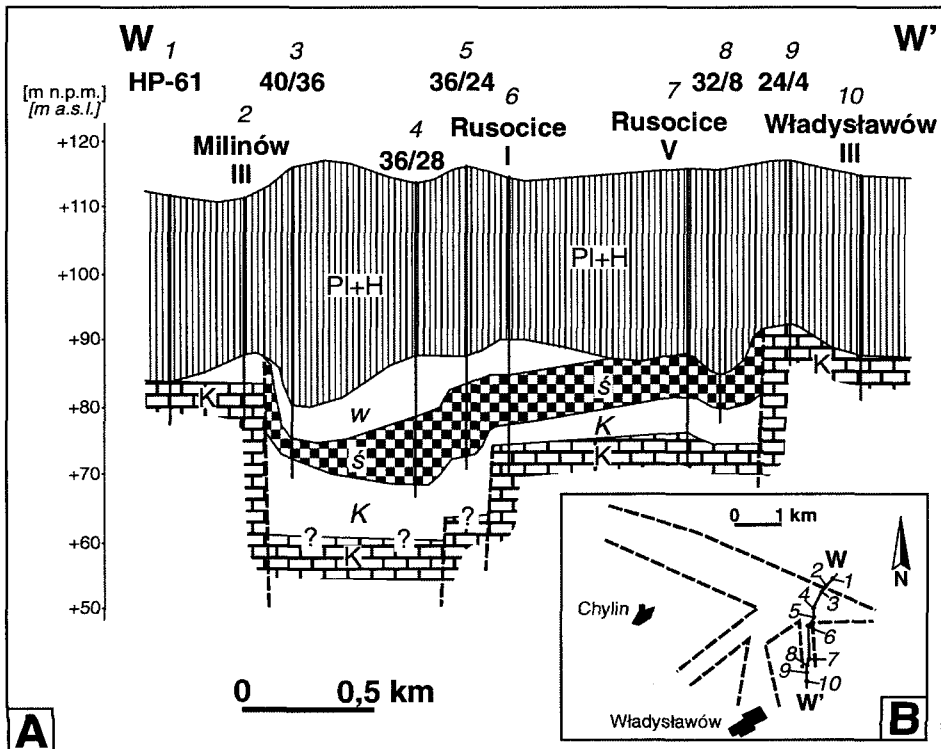 W W'
1 3 5 8 9
HP-61 40/36 36/24 32/8 24/4
[m n.p.m.]
[m a.s.l.]
2 4 6 7 10
Milinów III
36/28
Rusocice I
Rusocice V
Władysławów III
+120
+110
+100
+90
+80
+70
+60
+50
Pl+H Pl+H
K w ś K K
ś K
K
? ? ?
K
0 0,5 km
A
0 1 km
N
W
2 1
4 3
5
6
8 7
9
10
W'
Chylin
Władysławów
B